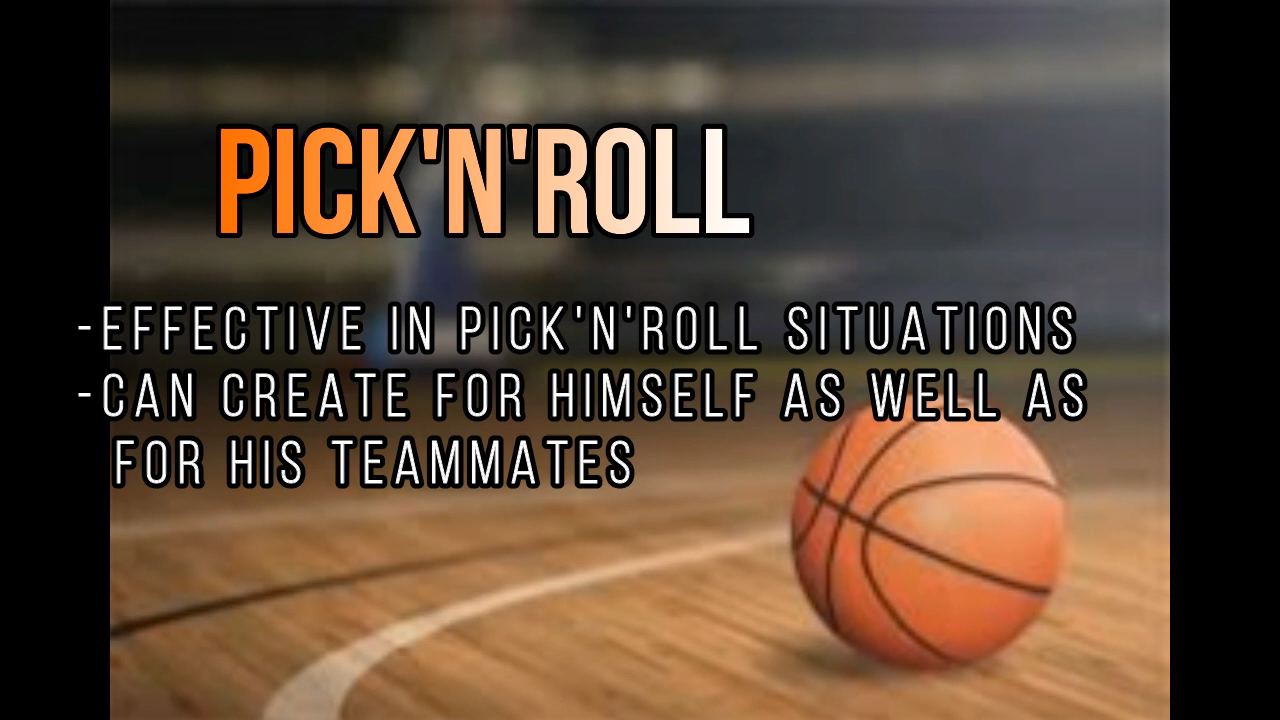 PICK'N'ROLL
-EFFECTIVE IN PICK'N'ROLL SITUATIONS
-CAN CREATE FOR HIMSELF AS WELL AS
FOR HIS TEAMMATES